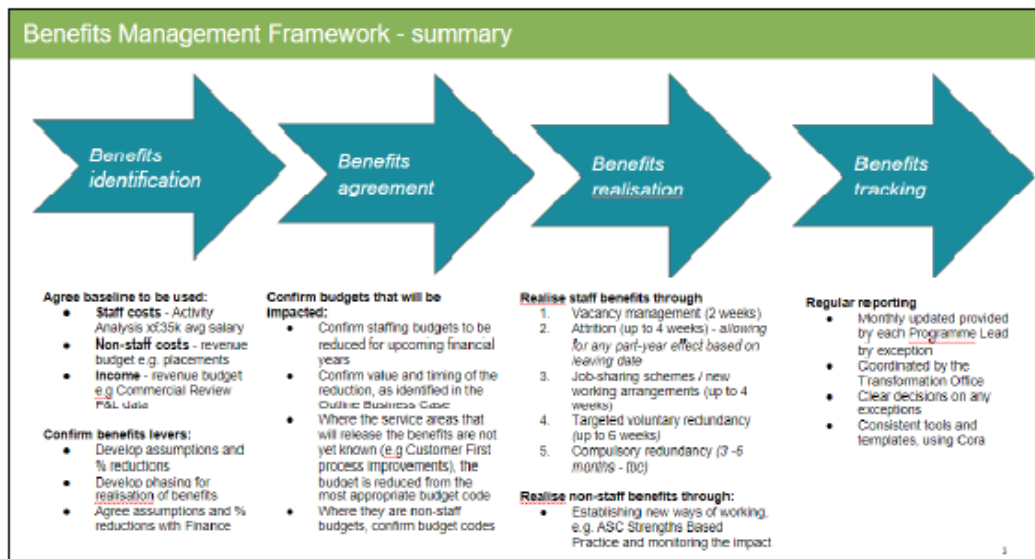 Benefits Management Framework - summary
Benefits
identification
Benefits
agreement
Benefits
realisation
Benefits
tracking
Agree baseline to be used:
● Staff costs - Activity
Analysis x£35k avg salary
● Non-staff costs - revenue
budget e.g. placements
● Income - revenue budget
e.g Commercial Review
P&L data
Confirm benefits levers:
● Develop assumptions and
% reductions
● Develop phasing for
realisation of benefits
● Agree assumptions and %
reductions with Finance
Confirm budgets that will be
impacted:
● Confirm staffing budgets to be
reduced for upcoming financial
years
● Confirm value and timing of the
reduction, as identified in the
Outline Business Case
● Where the service areas that
will release the benefits are not
yet known (e.g Customer First
process improvements), the
budget is reduced from the
most appropriate budget code
● Where they are non-staff
budgets, confirm budget codes
Realise staff benefits through
1. Vacancy management (2 weeks)
2. Attrition (up to 4 weeks) - allowing
for any part-year effect based on
leaving date
3. Job-sharing schemes / new
working arrangements (up to 4
weeks)
4. Targeted voluntary redundancy
(up to 6 weeks)
5. Compulsory redundancy (3 -6
months - tbc)
Realise non-staff benefits through:
● Establishing new ways of working,
e.g. ASC Strengths Based
Practice and monitoring the impact
Regular reporting
● Monthly updated provided
by each Programme Lead
by exception
● Coordinated by the
Transformation Office
● Clear decisions on any
exceptions
● Consistent tools and
templates, using Cora
3